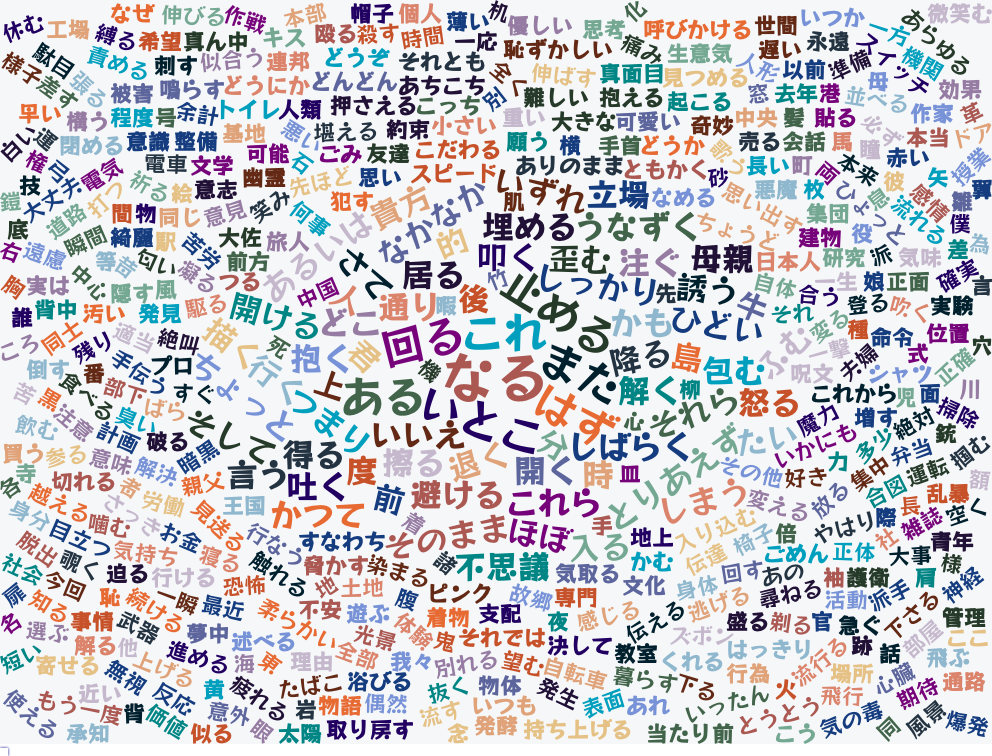 休む
工場
なぜ
伸びる
作戦
本部
帽子
個人
薄い
机
優しい
思考
化
呼びかける
世間
いつか
一方
あらゆる
微笑む
縛る
希望
真ん中
キス
殴る
殺す
時間
一応
恥ずかしい
痛み
生意気
遅い
永遠
スイッチ
機関
様子
駄目
責める
刺す
似合う
連邦
どうぞ
それとも
全く
伸ばす
真面目
見つめる
人形
以前
準備
母
効果
差す
張る
被害
鳴らす
どうにか
どんどん
あちこち
別
難しい
抱える
起こる
窓
去年
港
並べる
作家
革
早い
構う
程度
号
余計
トイレ
人類
押さえる
こっち
重い
大きな
可愛い
奇妙
中央
髪
貼る
必ず
本当
ドア
白い
運
閉める
意識
整備
基地
悪い
堪える
約束
小さい
願う
横
手首
どうか
売る
会話
馬
瞳
赤い
授業
鎧
技
権
司
大丈夫
電気
電車
文学
可能
石
ごみ
友達
こだわる
ありのまま
ともかく
砂
長い
町
両
本来
彼
矢
翼
打つ
祈る
絵
意志
幽霊
先ほど
思い
スピード
肌
いずれ
立場
なめる
思い出す
悪魔
枚
ひょっと
息
感情
雛
僕
底
道路
間
物
同じ
意見
笑み
何事
犯す
貴方
なかなか
埋める
うなずく
ちょうど
集団
役
流れる
差
為
右
遠慮
瞬間
綺麗
駅
苦労
大佐
旅人
あるいは
さて
的
叩く
歪む
注ぐ
母親
日本人
建物
研究
派
気味
確実
言
胸
実は
中心
等奇
隠す
匂い
風
凝る
つる
前方
中国
イ
居る
竹
しっかり
先
誘う
牛
自体
合う
一生
娘
正面
誰
背中
汚い
発見
駆る
開ける
どこ
通り
暇
後
止める
かも
ひどい
それ
変る
登る
吹く
実験
ころ
同士
残り
適当
絶叫
描く
死
抱く
君
回る
これ
また
降る
島
包む
ふむ
一撃
種
命令
位置
穴
倒す
番
手伝う
プロ
ちょっと
行く
上
機
なる
解く
柳
呪文
夫婦
シャツ
式
正確
苦
黒
食べる
部下
すぐ
つまり
ある
いとこ
はず
心
それら
怒る
これから
児
面
川
飲む
注意
臭い
ばら
そして
いいえ
分
しばらく
ずたい
魔力
増す
絶対
掃除
買う
参る
計画
破る
暗黒
得る
度
擦る
退く
開く
時
皿
とりあえず
いかにも
多少
弁当
銃
寺
切れる
意味
解決
親父
言う
吐く
前
避ける
これら
しまう
その他
好き
力
集中
合図
運転
掴む
各
越える
者
労働
王国
かつて
着
そのまま
ほぼ
手
変える
放る
長
乱暴
額
身分
目立つ
噛む
さっき
お金
見送る
行なう
すなわち
諸
不思議
入る
地上
入り込む
倍
やはり
際
雑誌
空く
脱出
覗く
気持ち
寝る
触れる
脅かす
染まる
気取る
かむ
伝達
椅子
ごめん
正体
社
大事
青年
社会
今回
迫る
行ける
恐怖
地
土地
腹
ピンク
故郷
専門
文化
身体
回す
あの
尋ねる
袖
護衛
肩
様
扉
知る
恥
続ける
一瞬
最近
柔らかい
不安
遊ぶ
着物
支配
夜
感じる
伝える
逃げる
活動
派手
神経
名
選ぶ
事情
武器
夢中
述べる
光景
体験
鬼
それでは
決して
ズボン
盛る
剃る
官
急ぐ
下さる
管理
短い
寄せる
解る
他
進める
海
東
理由
全部
我々
別れる
望む
自転車
教室
くれる
はっきり
跡
話
部屋
ここ
飛ぶ
使える
近い
無視
上げる
反応
黄
疲れる
たばこ
浴びる
抜く
物体
発生
暮らす
下る
行為
流行る
場所
心臓
期待
通路
もう一度
背
価値
意外
岩
物語
偶然
流す
いつも
表面
あれ
いったん
火
飛行
気の毒
風景
爆発
承知
似る
眼
太陽
取り戻す
念
発酵
持ち上げる
当たり前
とうとう
こう
同